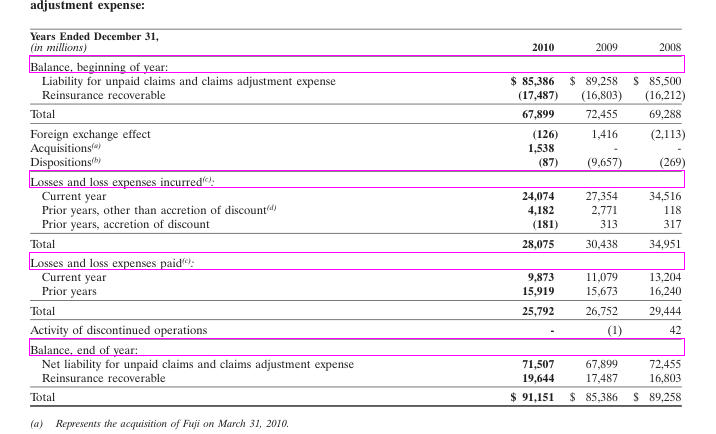 adjustment expense:
Years Ended December 31,
(in millions) 2010 2009 2008
Balance, beginning of year:
Liability for unpaid claims and claims adjustment expense $ 85,386 $ 89,258 $ 85,500
Reinsurance recoverable (17,487) (16,803) (16,212)
Total 67,899 72,455 69,288
Foreign exchange effect (126) 1,416 (2,113)
Acquisitions(a) 1,538 - -
Dispositions(b) (87) (9,657) (269)
Losses and loss expenses incurred(c):
Current year 24,074 27,354 34,516
Prior years, other than accretion of discount(d) 4,182 2,771 118
Prior years, accretion of discount (181) 313 317
Total 28,075 30,438 34,951
Losses and loss expenses paid(c):
Current year 9,873 11,079 13,204
Prior years 15,919 15,673 16,240
Total 25,792 26,752 29,444
Activity of discontinued operations - (1) 42
Balance, end of year:
Net liability for unpaid claims and claims adjustment expense 71,507 67,899 72,455
Reinsurance recoverable 19,644 17,487 16,803
Total $ 91,151 $ 85,386 $ 89,258
(a) Represents the acquisition of Fuji on March 31, 2010.